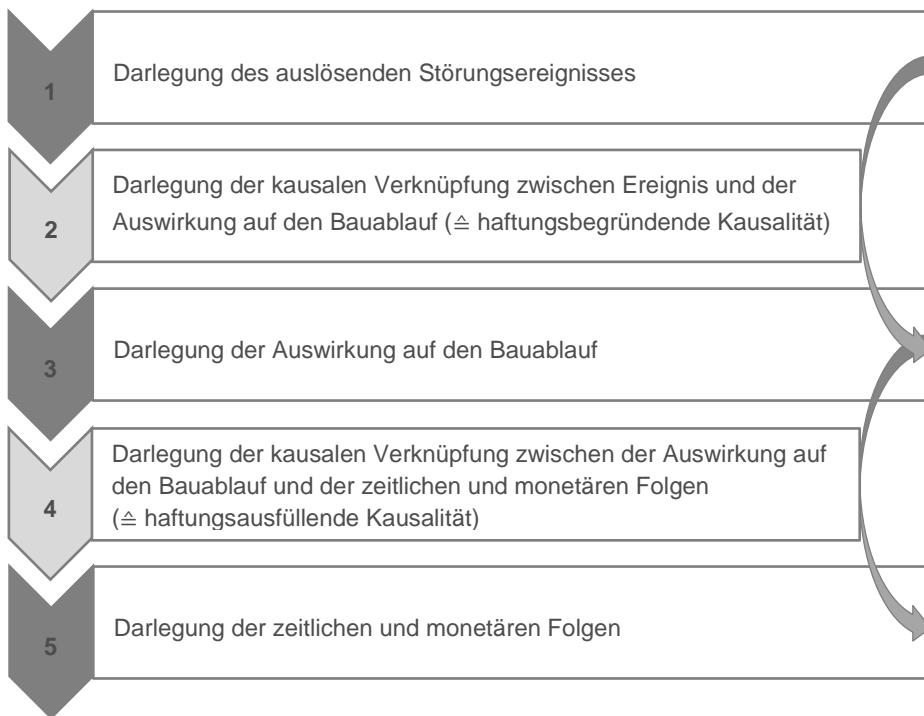 1
Darlegung des auslösenden Störungsereignisses
2
Darlegung der kausalen Verknüpfung zwischen Ereignis und der
Auswirkung auf den Bauablauf (≙ haftungsbegründende Kausalität)
3
Darlegung der Auswirkung auf den Bauablauf
4
Darlegung der kausalen Verknüpfung zwischen der Auswirkung auf
den Bauablauf und der zeitlichen und monetären Folgen
(≙ haftungsausfüllende Kausalität)
5
Darlegung der zeitlichen und monetären Folgen